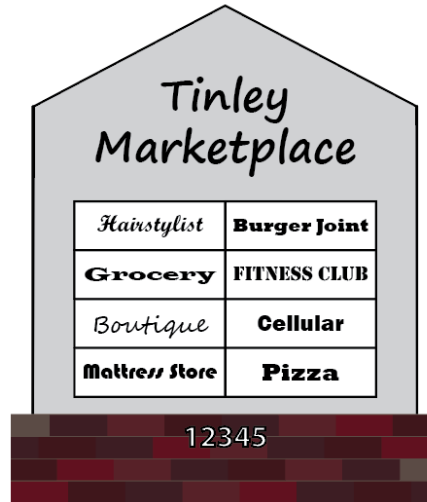 Tinley
Marketplace
Hairstylist
Burger Joint
Grocery
FITNESS CLUB
Boutique
Cellular
Mattress Store
Pizza
12345